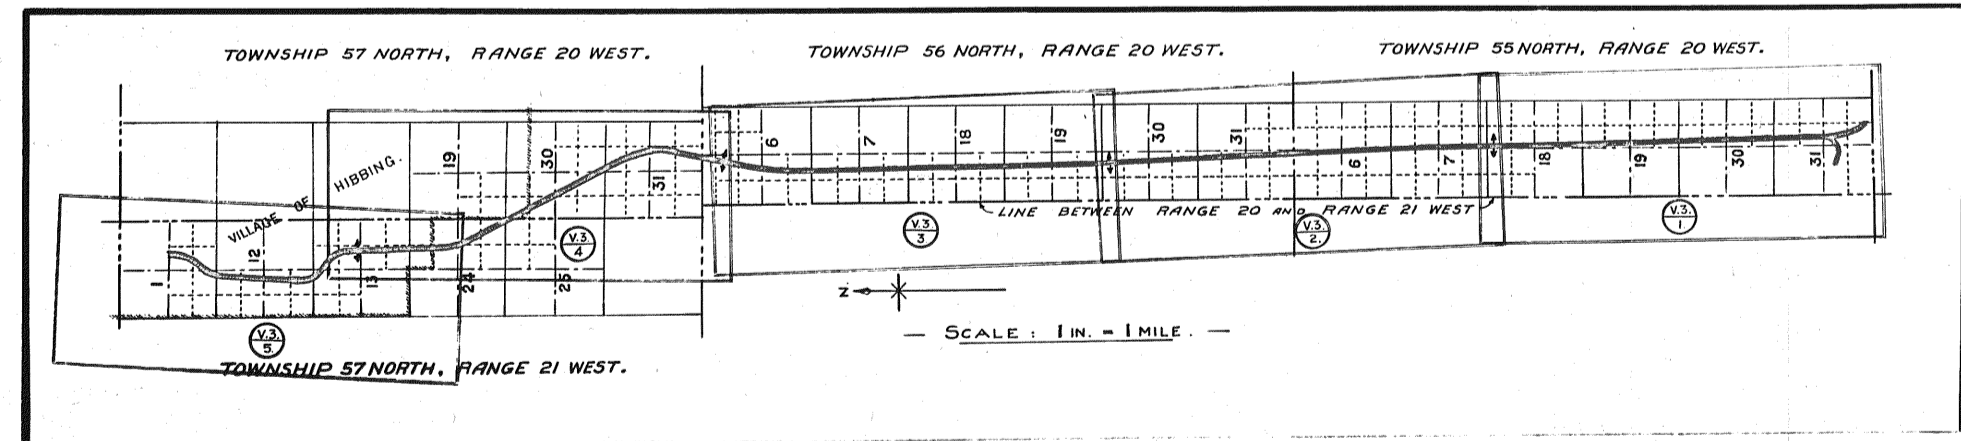 TOWNSHIP 57 NORTH, RANGE 20 WEST.
TOWNSHIP 56 NORTH, RANGE 20 WEST.
TOWNSHIP 55 NORTH, RANGE 20 WEST.
VILLAGE OF HIBBING.
19
30
31
6
7
18
19
30
31
6
7
18
19
30
31
1
12
13
24
25
LINE BETWEEN RANGE 20 AND RANGE 21 WEST
V.3.
5.
V.3
4
V.3
3
V.3.
2.
V.3.
1.
N
— SCALE : 1 IN. = 1 MILE. —
TOWNSHIP 57 NORTH, RANGE 21 WEST.